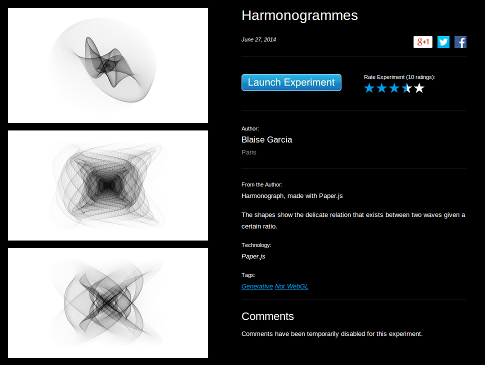 Harmonogrammes
June 27, 2014
g+1
Launch Experiment
Rate Experiment (10 ratings):
Author:
Blaise Garcia
Paris
From the Author:
Harmonograph, made with Paper.js
The shapes show the delicate relation that exists between two waves given a
certain ratio.
Technology:
Paper.js
Tags:
Generative Not WebGL
Comments
Comments have been temporarily disabled for this experiment.